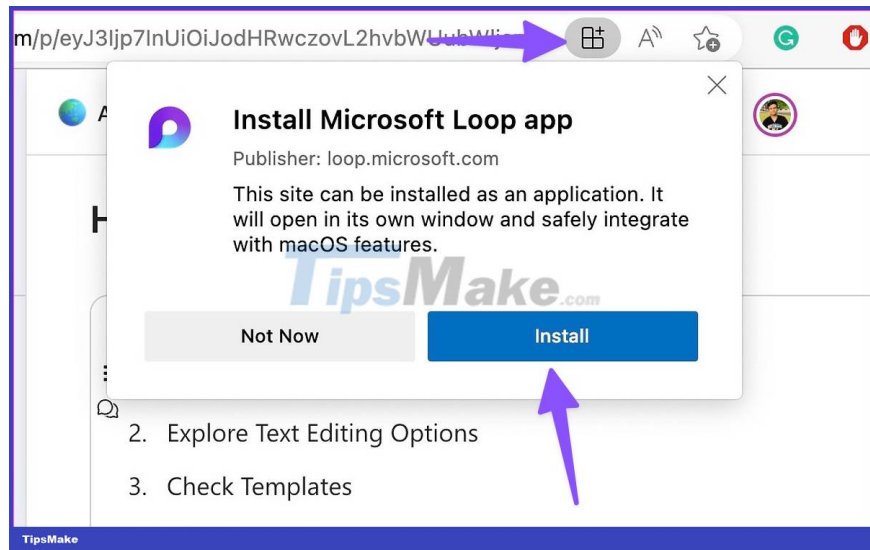 m/p/eyJ3Ijp7InUiOiJodHRwczovL2hvbW
Install Microsoft Loop app
Publisher: loop.microsoft.com
This site can be installed as an application. It
will open in its own window and safely integrate
with macOS features.
TipsMake.com
Not Now
Install
2. Explore Text Editing Options
3. Check Templates
TipsMake